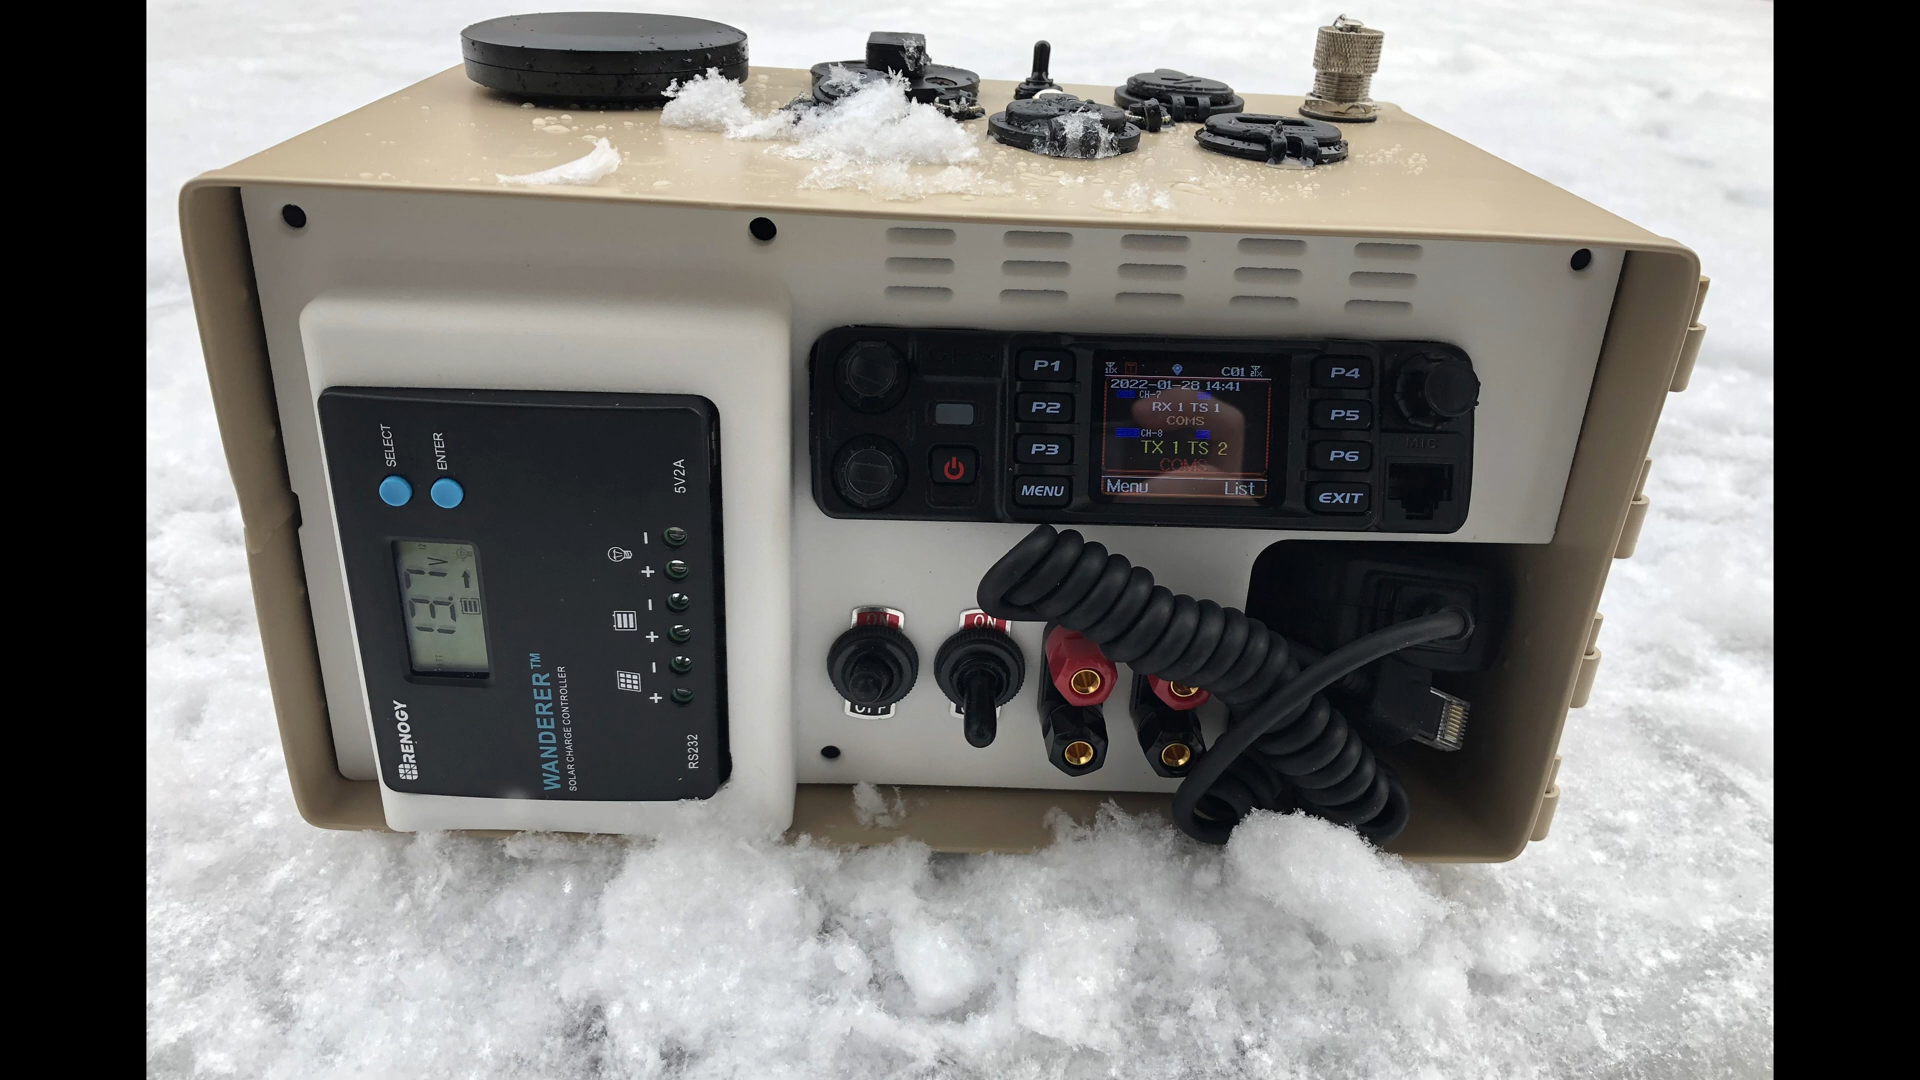 SELECT
ENTER
5V2A
13.7 V
RENOGY
WANDERER™
SOLAR CHARGE CONTROLLER
RS232
- + - + - +
P1
P2
P3
MENU
C01
2022-01-28 14:41
CH-7
RX 1 TS 1
COMS
CH-8
TX 1 TS 2
COMS
Menu List
P4
P5
P6
EXIT
MIC
ON
OFF
ON